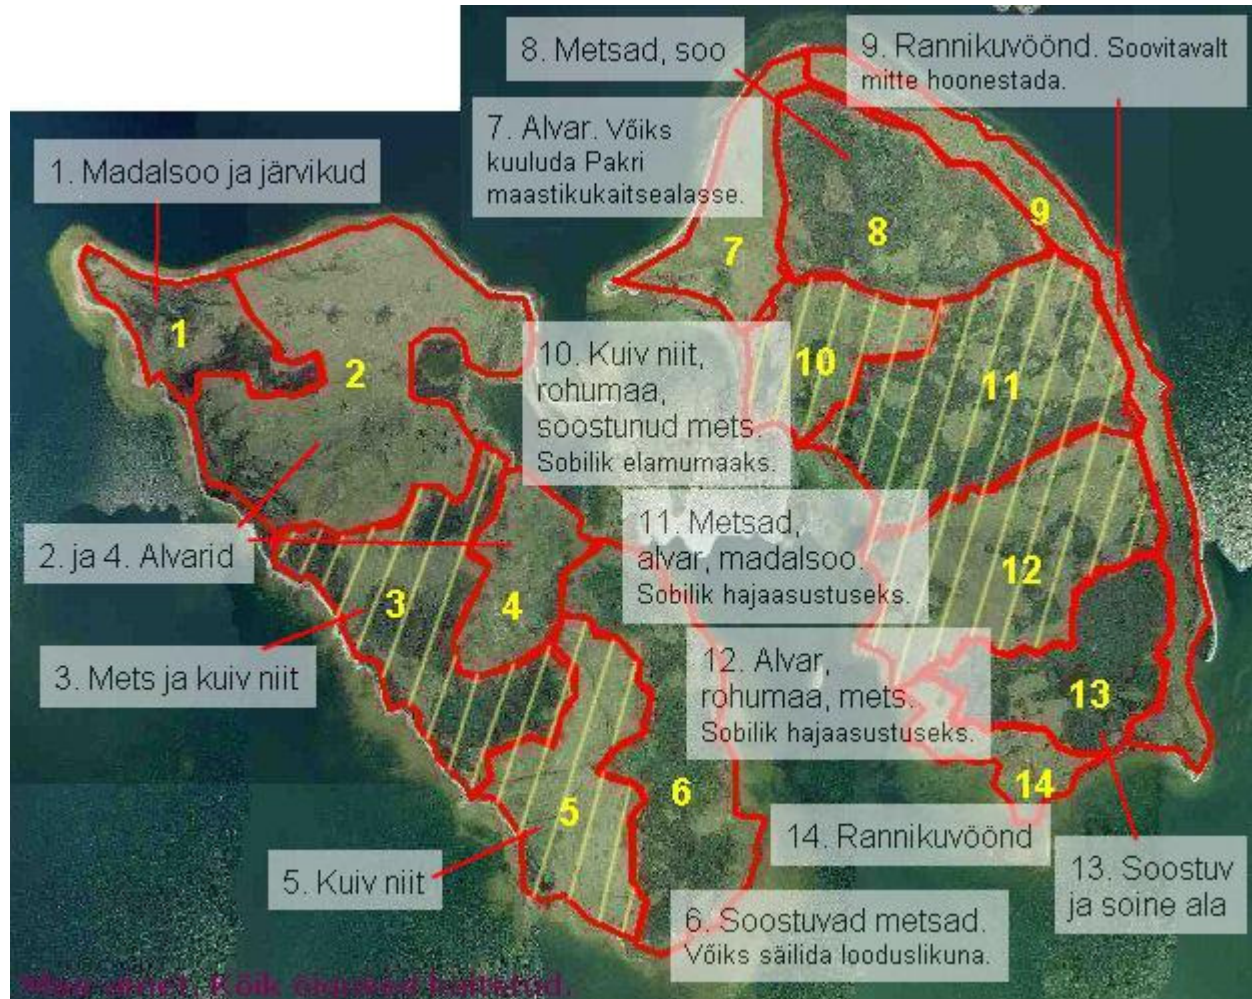 8. Metsad, soo
9. Rannikuvöönd. Soovitavalt
mitte hoonestada.
7. Alvar. Võiks
kuuluda Pakri
maastikukaitsealasse.
1. Madalsoo ja järvikud
9
8
7
1
2
10
11
10. Kuiv niit,
rohumaa,
soostunud mets.
Sobilik elamumaaks.
11. Metsad,
alvar, madalsoo.
Sobilik hajaasustuseks.
2. ja 4. Alvarid
12
3
4
3. Mets ja kuiv niit
12. Alvar,
rohumaa, mets.
Sobilik hajaasustuseks.
13
14
5
6
14. Rannikuvöönd
5. Kuiv niit
13. Soostuv
ja soine ala
6. Soostuvad metsad.
Võiks säilida looduslikuna.
Kõik õigused kaitstud.